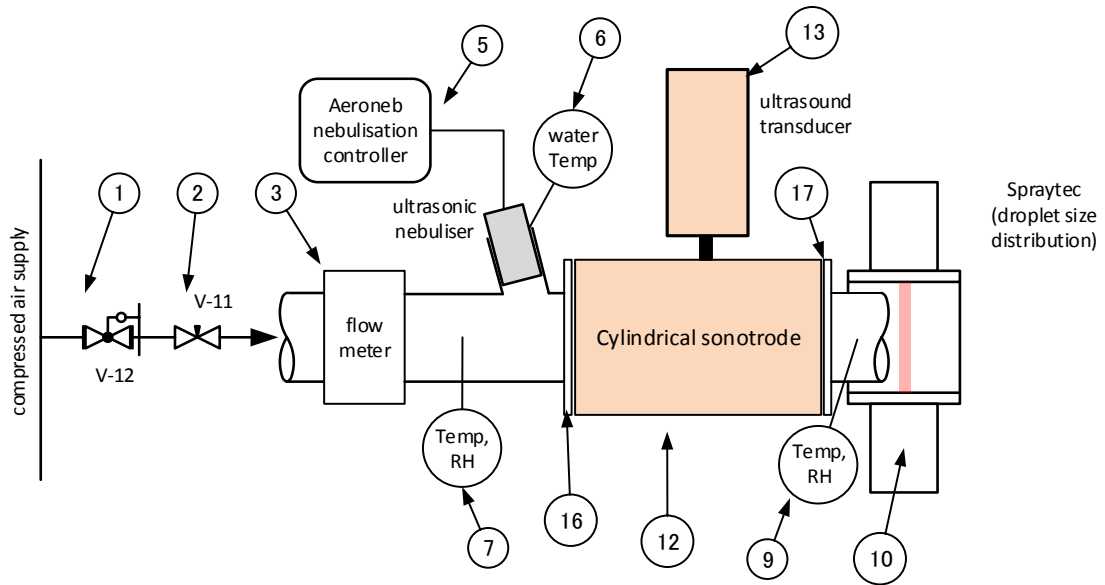 13
6
5
Aeroneb
nebulisation
controller
water
Temp
ultrasound
transducer
1
2
3
ultrasonic
nebuliser
17
Spraytec
(droplet size
distribution)
compressed air supply
V-11
V-12
flow
meter
Cylindrical sonotrode
Temp,
RH
Temp,
RH
16
12
7
9
10